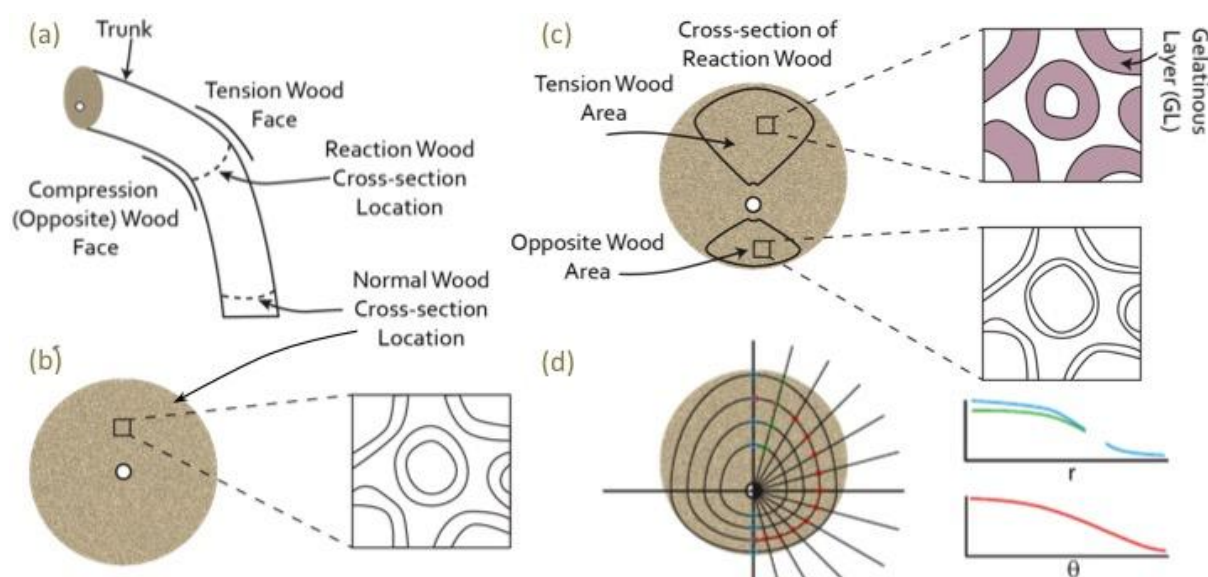 (a)
Trunk
Tension Wood
Face
Reaction Wood
Cross-section
Location
Compression
(Opposite) Wood
Face
Normal Wood
Cross-section
Location
(b)
(c)
Cross-section of
Reaction Wood
Tension Wood
Area
Opposite Wood
Area
Gelatinous
Layer (GL)
(d)
r
θ